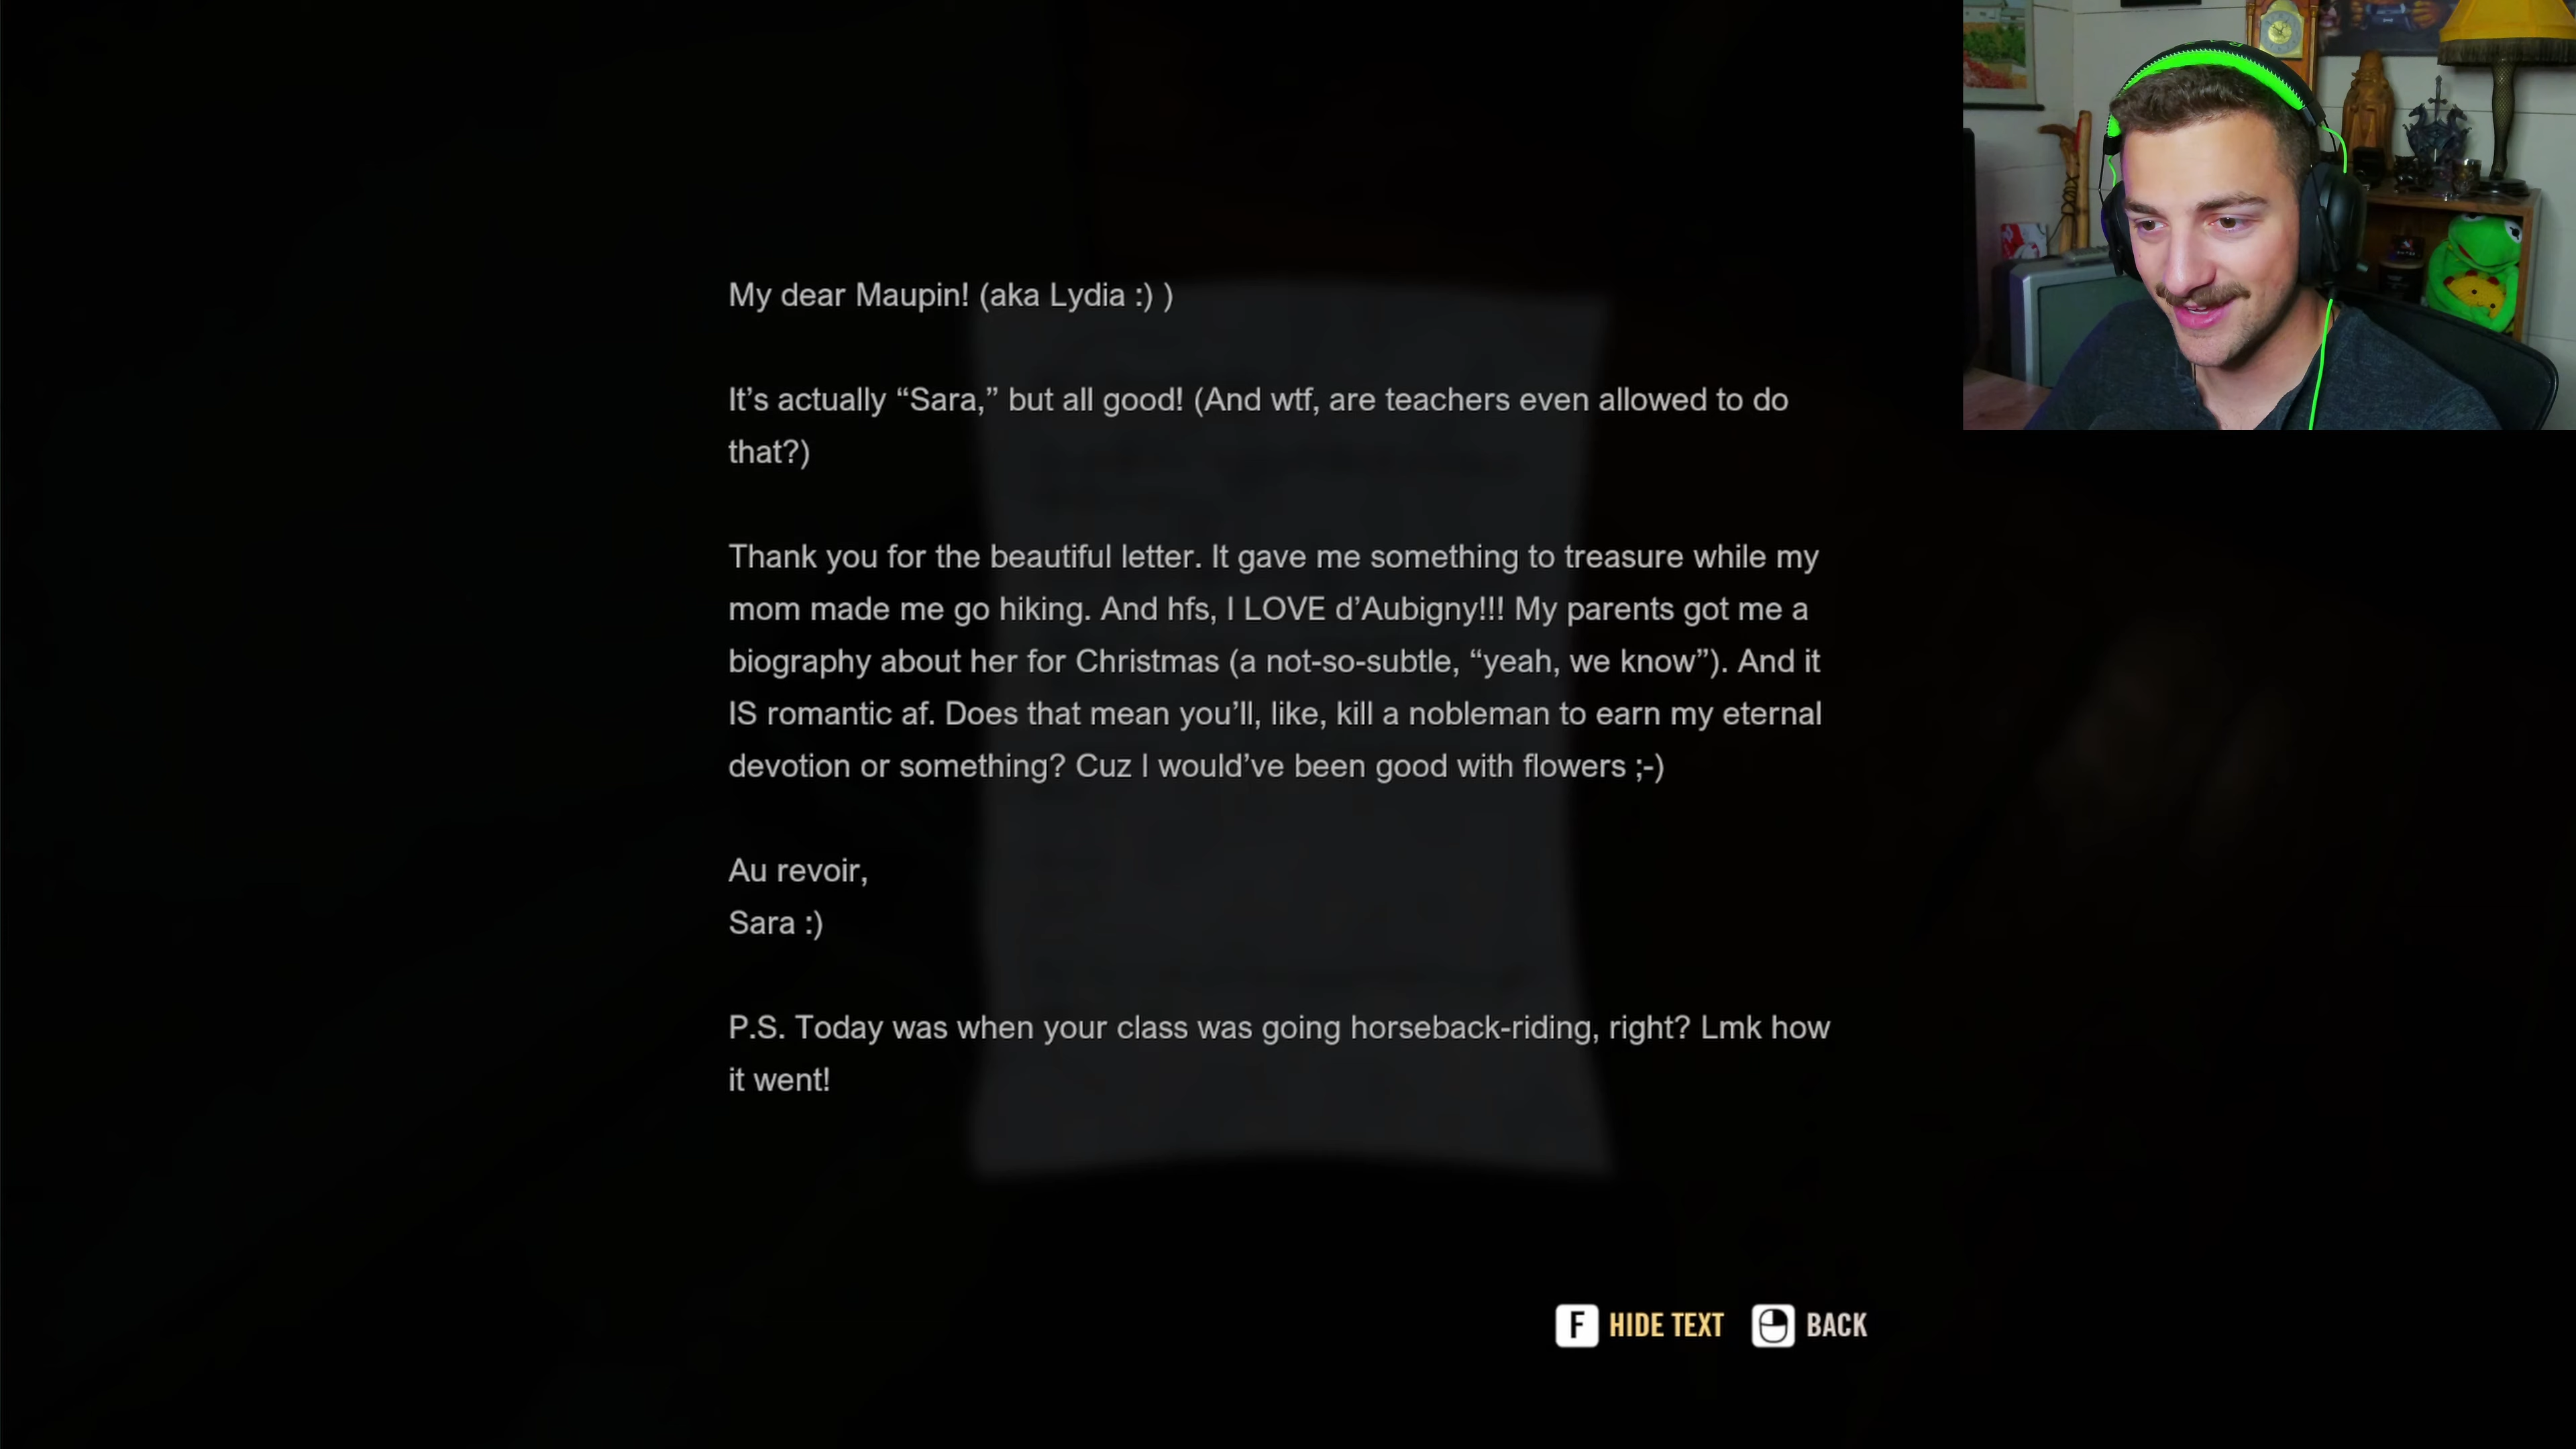 My dear Maupin! (aka Lydia :) )
It’s actually “Sara,” but all good! (And wtf, are teachers even allowed to do
that?)
Thank you for the beautiful letter. It gave me something to treasure while my
mom made me go hiking. And hfs, I LOVE d’Aubigny!!! My parents got me a
biography about her for Christmas (a not-so-subtle, “yeah, we know”). And it
IS romantic af. Does that mean you’ll, like, kill a nobleman to earn my eternal
devotion or something? Cuz I would’ve been good with flowers ;-)
Au revoir,
Sara :)
P.S. Today was when your class was going horseback-riding, right? Lmk how
it went!
F HIDE TEXT BACK